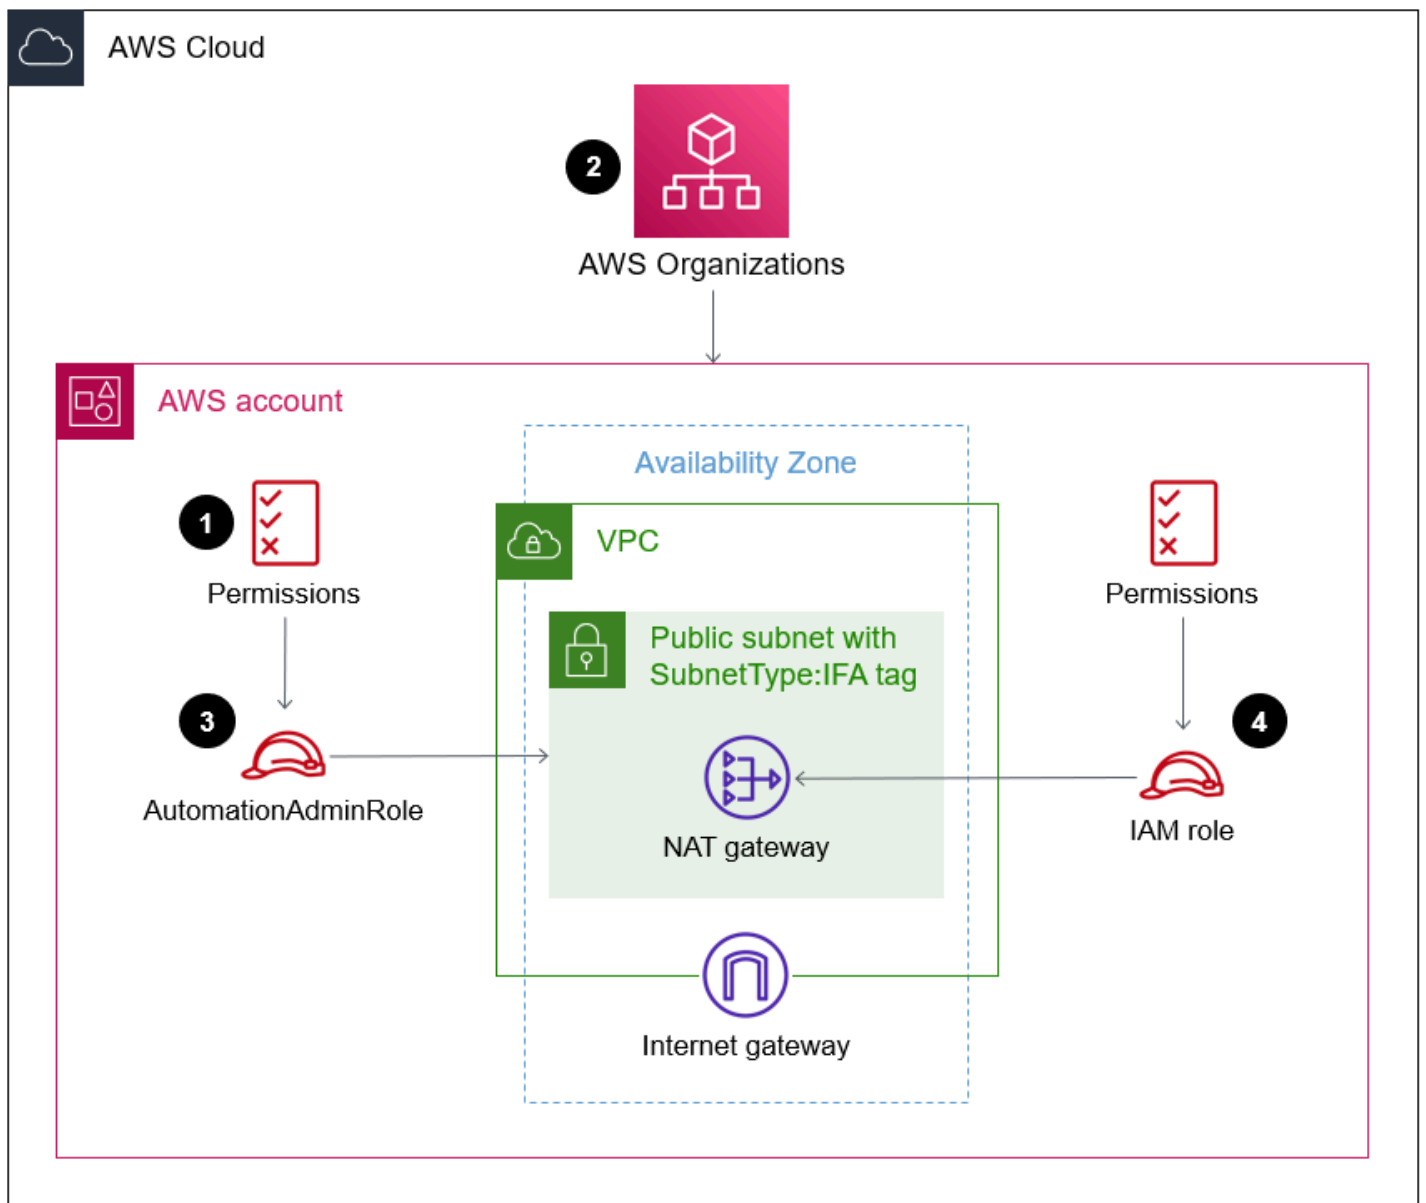 AWS Cloud
2
AWS Organizations
AWS account
Availability Zone
1
Permissions
VPC
Permissions
Public subnet with
SubnetType:IFA tag
3
AutomationAdminRole
NAT gateway
4
IAM role
Internet gateway